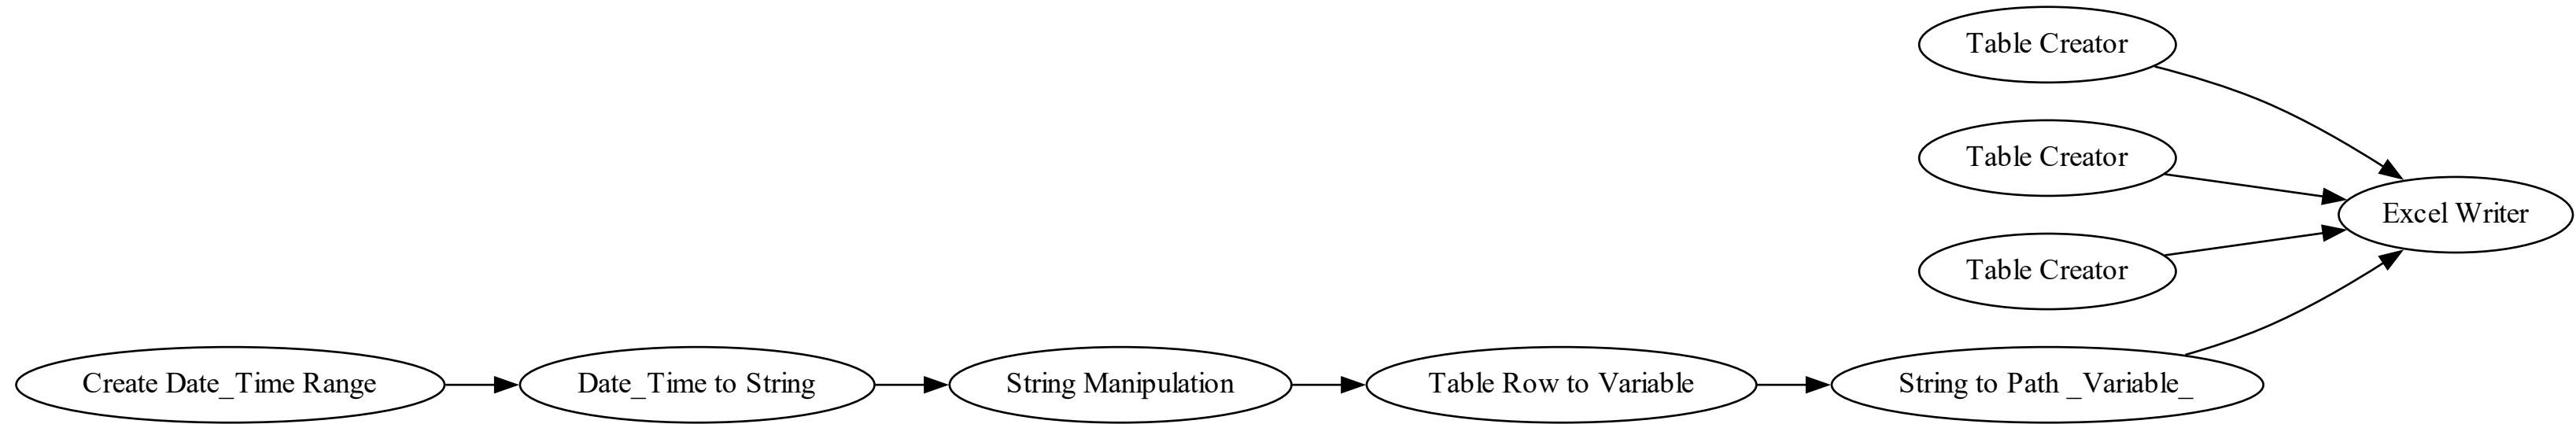 Table Creator
Table Creator
Excel Writer
Table Creator
Create Date_Time Range
Date_Time to String
String Manipulation
Table Row to Variable
String to Path _Variable_